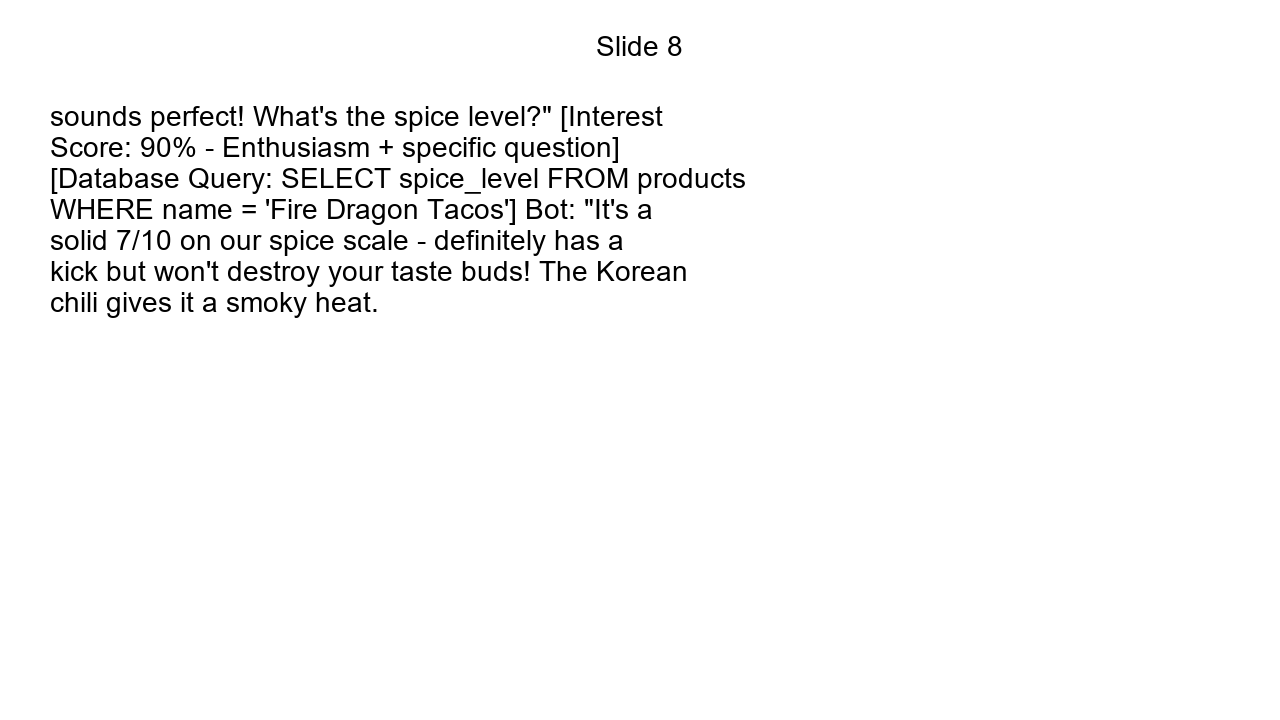 Slide 8
sounds perfect! What's the spice level?" [Interest
Score: 90% - Enthusiasm + specific question]
[Database Query: SELECT spice_level FROM products
WHERE name = 'Fire Dragon Tacos'] Bot: "It's a
solid 7/10 on our spice scale - definitely has a
kick but won't destroy your taste buds! The Korean
chili gives it a smoky heat.